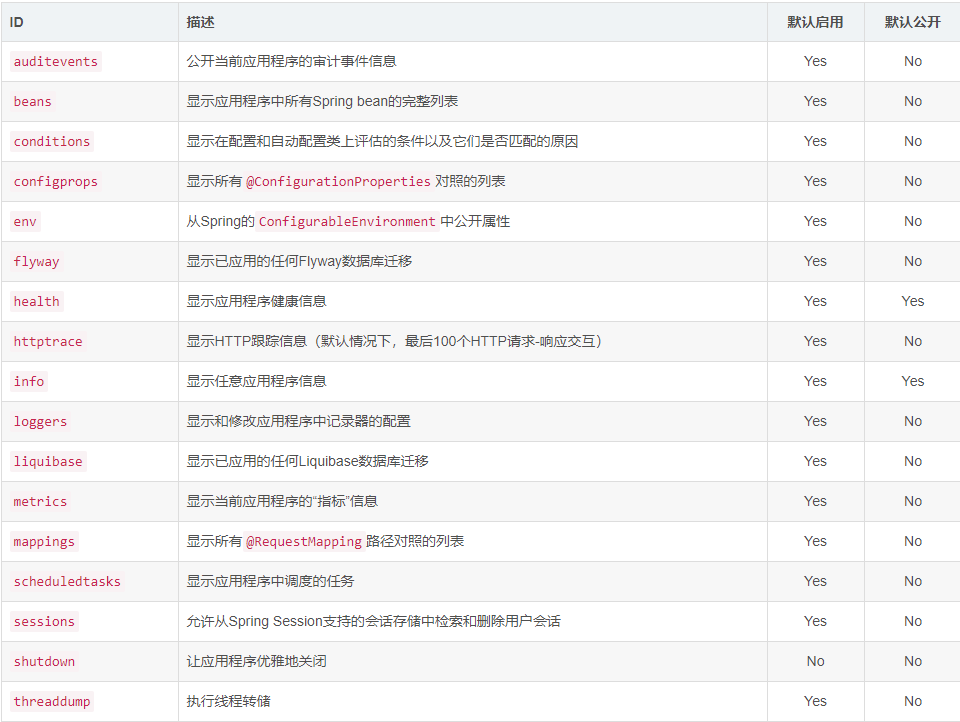 ID 描述 默认启用 默认公开
auditevents 公开当前应用程序的审计事件信息 Yes No
beans 显示应用程序中所有Spring bean的完整列表 Yes No
conditions 显示在配置和自动配置类上评估的条件以及它们是否匹配的原因 Yes No
configprops 显示所有 @ConfigurationProperties 对照的列表 Yes No
env 从Spring的 ConfigurableEnvironment 中公开属性 Yes No
flyway 显示已应用的任何Flyway数据库迁移 Yes No
health 显示应用程序健康信息 Yes Yes
httptrace 显示HTTP跟踪信息（默认情况下，最后100个HTTP请求-响应交互） Yes No
info 显示任意应用程序信息 Yes Yes
loggers 显示和修改应用程序中记录器的配置 Yes No
liquibase 显示已应用的任何Liquibase数据库迁移 Yes No
metrics 显示当前应用程序的“指标”信息 Yes No
mappings 显示所有 @RequestMapping 路径对照的列表 Yes No
scheduledtasks 显示应用程序中调度的任务 Yes No
sessions 允许从Spring Session支持的会话存储中检索和删除用户会话 Yes No
shutdown 让应用程序优雅地关闭 No No
threaddump 执行线程转储 Yes No